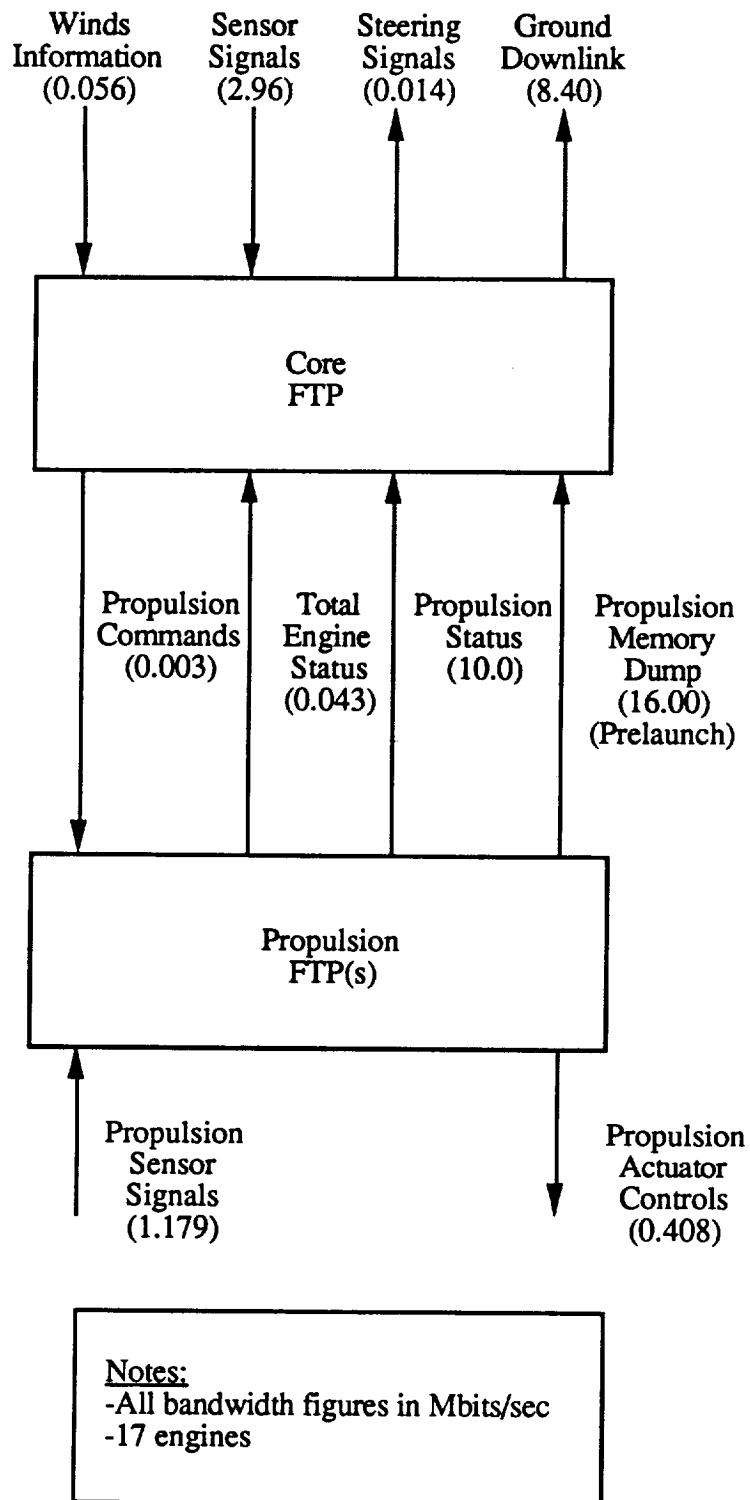 Winds
Information
(0.056)
Sensor
Signals
(2.96)
Steering
Signals
(0.014)
Ground
Downlink
(8.40)
Core
FTP
Propulsion
Commands
(0.003)
Total
Engine
Status
(0.043)
Propulsion
Status
(10.0)
Propulsion
Memory
Dump
(16.00)
(Prelaunch)
Propulsion
FTP(s)
Propulsion
Sensor
Signals
(1.179)
Propulsion
Actuator
Controls
(0.408)
Notes:
-All bandwidth figures in Mbits/sec
-17 engines